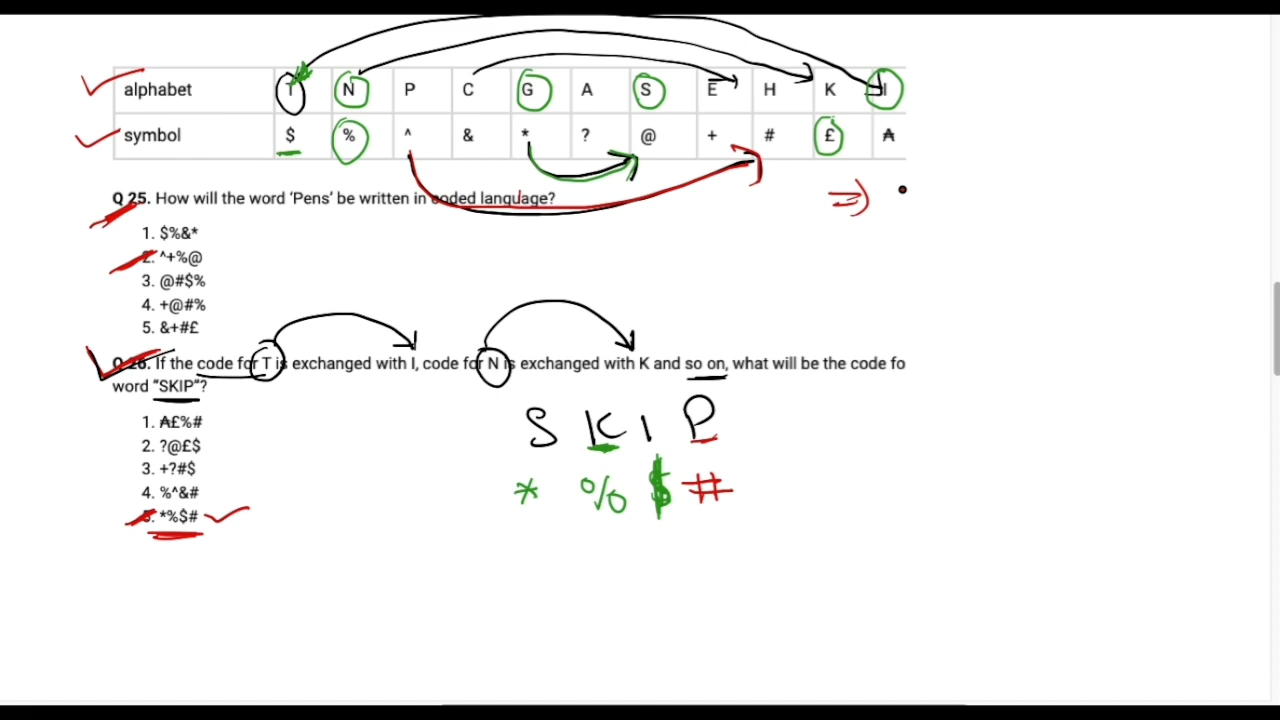 alphabet T N P C G A S E H K I
symbol $ % ^ & * ? @ + # £ ₳
Q 25. How will the word ‘Pens’ be written in coded language?
1. $%&*
2. ^+%@
3. @#$%
4. +@#%
5. &+#£
Q 26. If the code for T is exchanged with I, code for N is exchanged with K and so on, what will be the code fo
word “SKIP”?
1. ₳£%#
2. ?@£$
3. +?#$
4. %^&#
5. *%$#
S K I P
* % $ #